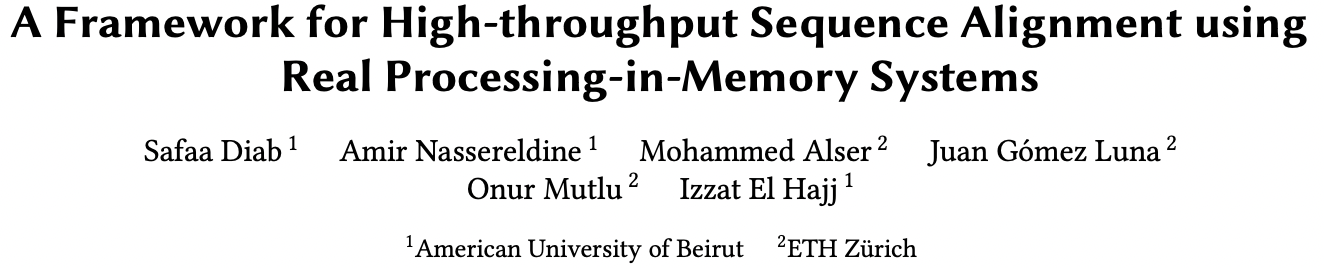 A Framework for High-throughput Sequence Alignment using
Real Processing-in-Memory Systems
Safaa Diab 1 Amir Nassereldine 1 Mohammed Alser 2 Juan Gómez Luna 2
Onur Mutlu 2 Izzat El Hajj 1
1American University of Beirut 2ETH Zürich